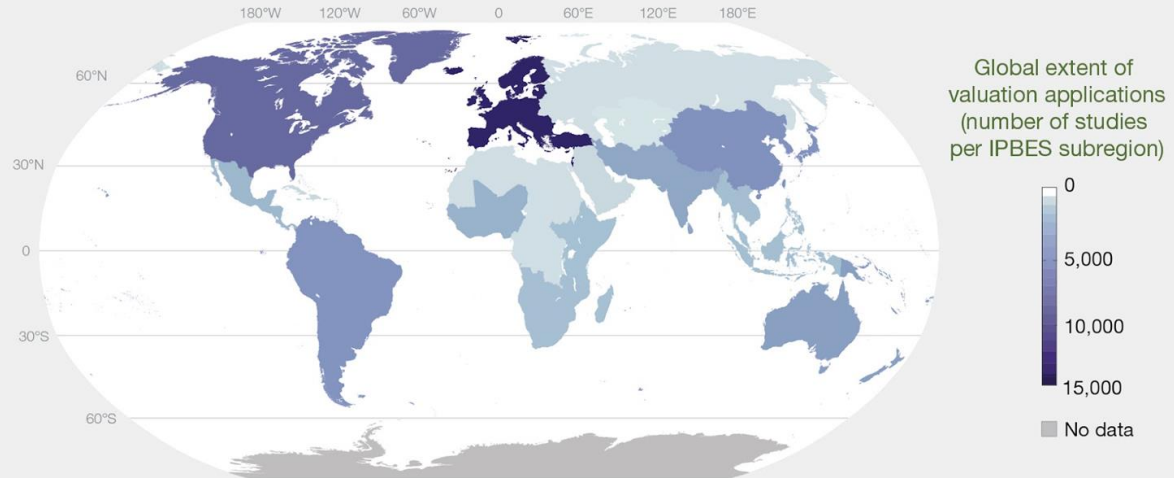 180°W 120°W 60°W 0 60°E 120°E 180°E
60°N
30°N
0
30°S
60°S
Global extent of
valuation applications
(number of studies
per IPBES subregion)
0
5,000
10,000
15,000
No data